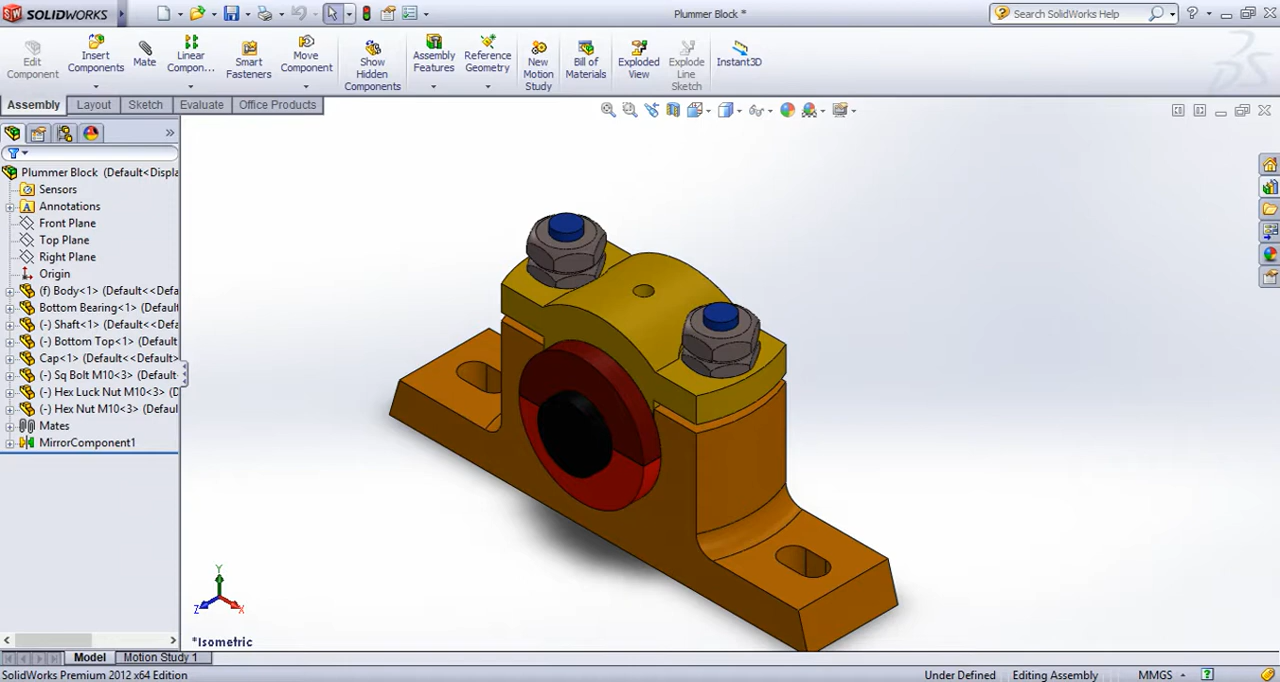 SOLIDWORKS
Plummer Block *
Search SolidWorks Help
Edit Component
Insert Components
Mate
Linear Compon...
Smart Fasteners
Move Component
Show Hidden Components
Assembly Features
Reference Geometry
New Motion Study
Bill of Materials
Exploded View
Explode Line Sketch
Instant3D
Assembly
Layout
Sketch
Evaluate
Office Products
Plummer Block (Default<Displa
Sensors
Annotations
Front Plane
Top Plane
Right Plane
Origin
(f) Body<1> (Default<<Defa
Bottom Bearing<1> (Default
(-) Shaft<1> (Default<<Defa
(-) Bottom Top<1> (Default
Cap<1> (Default<<Default>
(-) Sq Bolt M10<3> (Default
(-) Hex Luck Nut M10<3> (D
(-) Hex Nut M10<3> (Defaul
Mates
MirrorComponent1
Y
Z
X
*Isometric
Model
Motion Study 1
SolidWorks Premium 2012 x64 Edition
Under Defined
Editing Assembly
MMGS